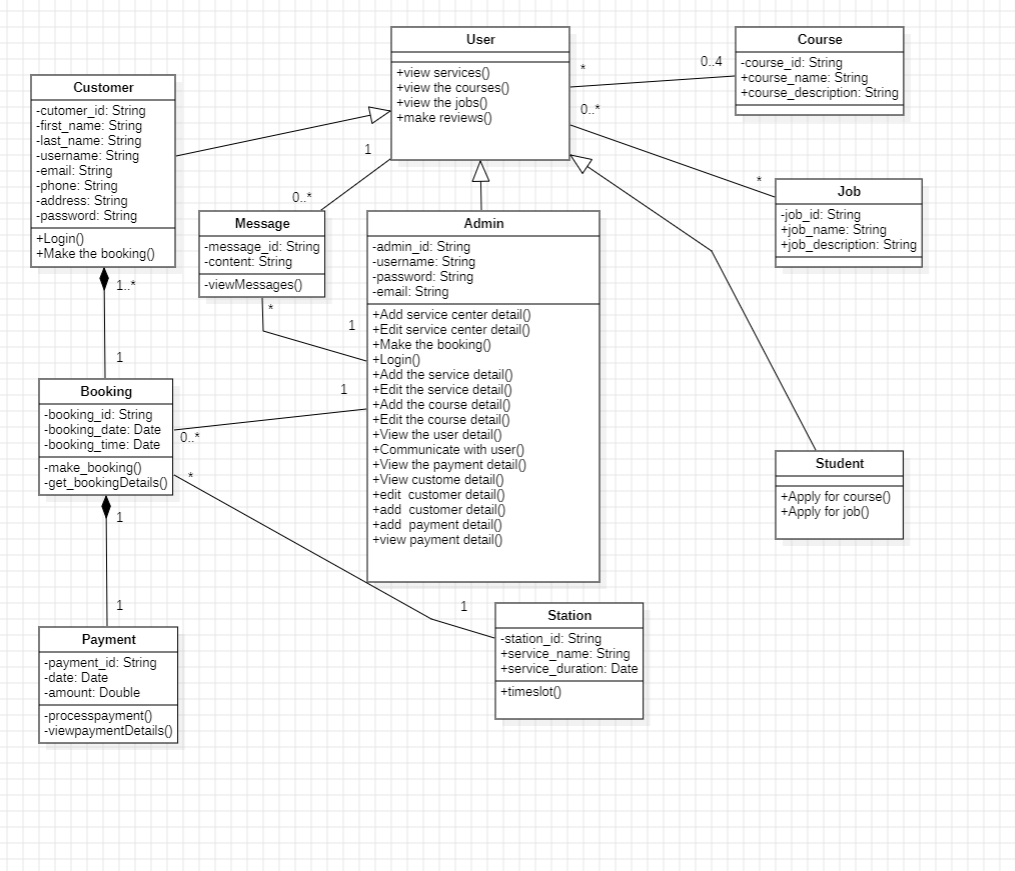 User
+view services()
+view the courses()
+view the jobs()
+make reviews()
Course
-course_id: String
+course_name: String
+course_description: String
*
0..4
0..*
*
Customer
-cutomer_id: String
-first_name: String
-last_name: String
-username: String
-email: String
-phone: String
-address: String
-password: String
+Login()
+Make the booking()
1
0..*
Job
-job_id: String
+job_name: String
+job_description: String
Message
-message_id: String
-content: String
-viewMessages()
*
1
Admin
-admin_id: String
-username: String
-password: String
-email: String
+Add service center detail()
+Edit service center detail()
+Make the booking()
+Login()
+Add the service detail()
+Edit the service detail()
+Add the course detail()
+Edit the course detail()
+View the user detail()
+Communicate with user()
+View the payment detail()
+View custome detail()
+edit  customer detail()
+add  customer detail()
+add  payment detail()
+view payment detail()
1..*
1
Booking
-booking_id: String
-booking_date: Date
-booking_time: Date
-make_booking()
-get_bookingDetails()
1
0..*
*
1
Student
+Apply for course()
+Apply for job()
1
1
Station
-station_id: String
+service_name: String
+service_duration: Date
+timeslot()
Payment
-payment_id: String
-date: Date
-amount: Double
-processpayment()
-viewpaymentDetails()